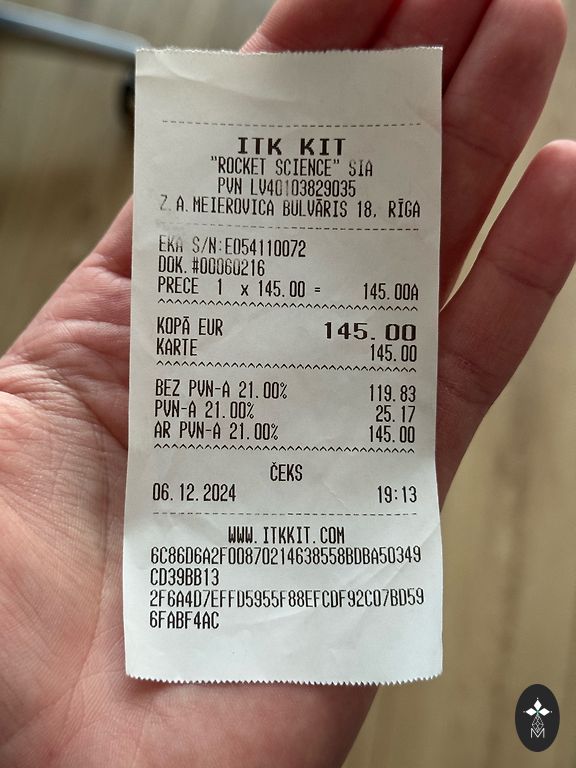 ITK KIT
"ROCKET SCIENCE" SIA
PVN LV40103829035
Z.A.MEIEROVICA BULVĀRIS 18, RĪGA
EKA S/N:E054110072
DOK.#00060216
PRECE 1 x 145.00 = 145.00A
KOPĀ EUR 145.00
KARTE 145.00
BEZ PVN-A 21.00% 119.83
PVN-A 21.00% 25.17
AR PVN-A 21.00% 145.00
ČEKS
06.12.2024 19:13
WWW.ITKKIT.COM
6C86D6A2F00870214638558BDBA50349
CD39BB13
2F6A4D7EFFD5955F88EFCDF92C07BD59
6FABF4AC
M